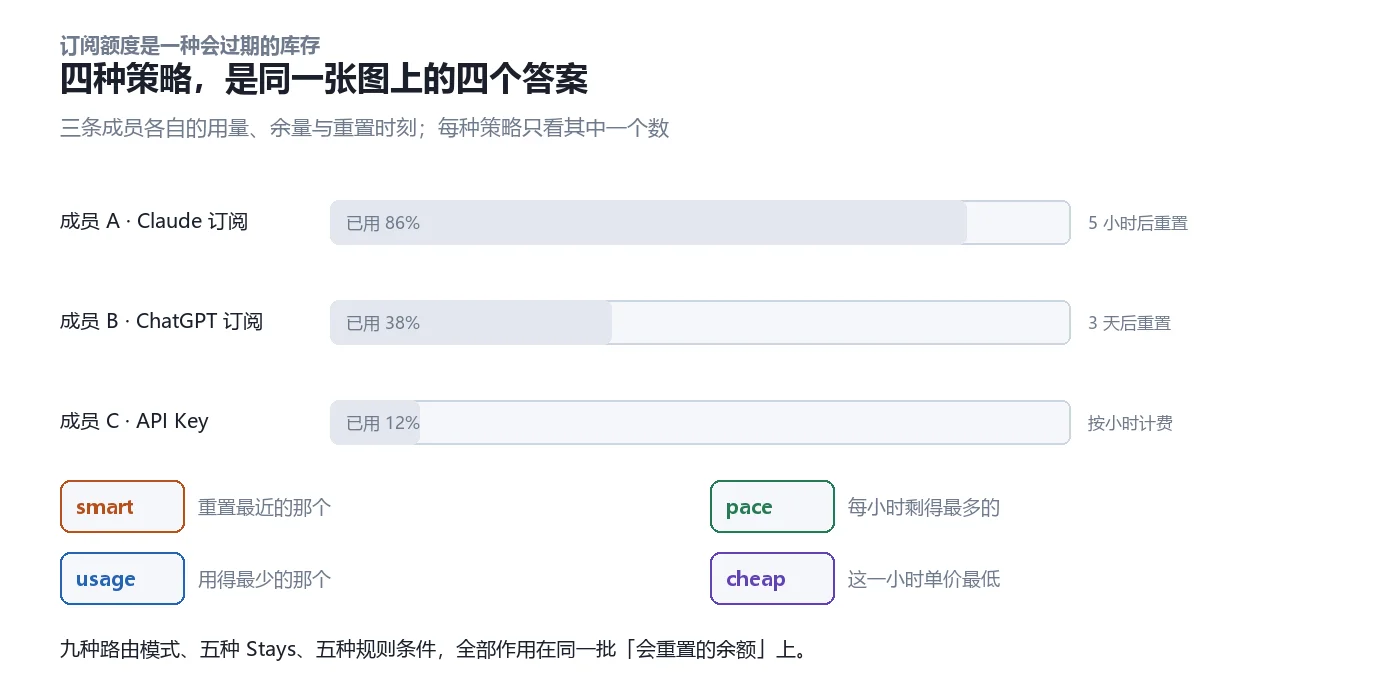 订阅额度是一种会过期的库存
四种策略，是同一张图上的四个答案
三条成员各自的用量、余量与重置时刻；每种策略只看其中一个数
成员 A · Claude 订阅
已用 86%
5 小时后重置
成员 B · ChatGPT 订阅
已用 38%
3 天后重置
成员 C · API Key
已用 12%
按小时计费
smart
重置最近的那个
pace
每小时剩得最多的
usage
用得最少的那个
cheap
这一小时单价最低
九种路由模式、五种 Stays、五种规则条件，全部作用在同一批「会重置的余额」上。